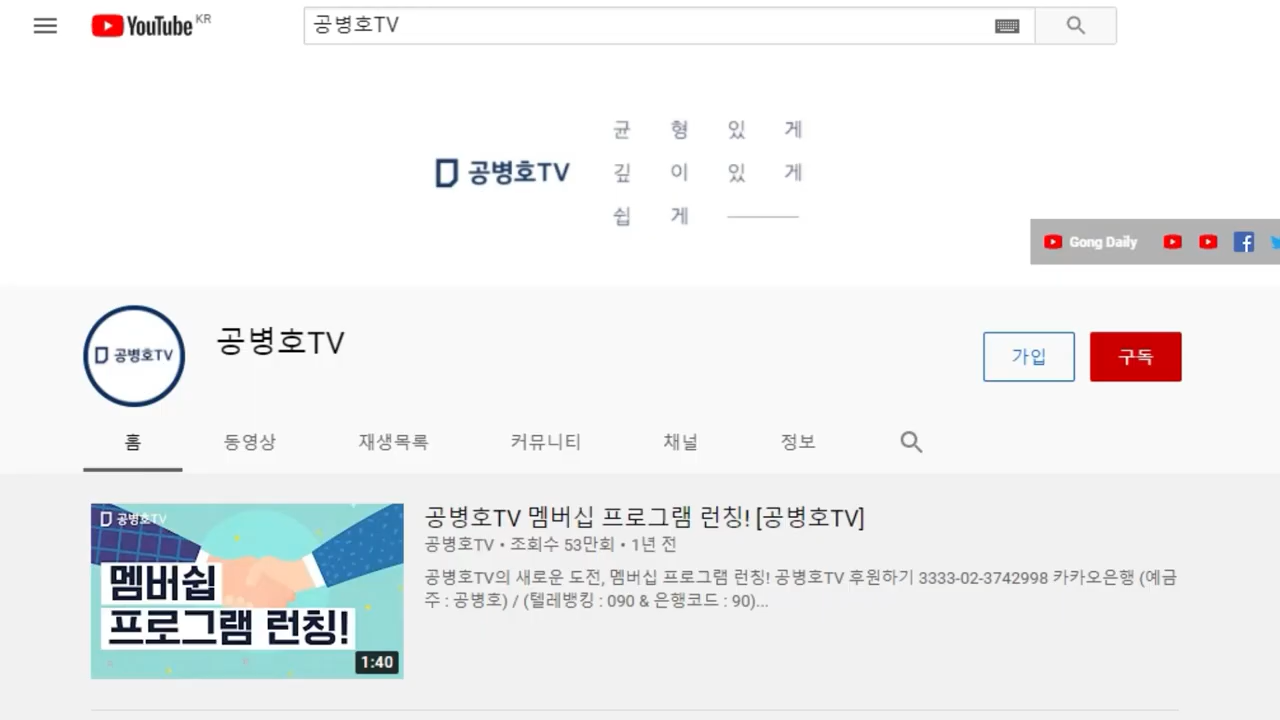 YouTube KR
공병호TV
균형있게
공병호TV
깊이있게
쉽게
Gong Daily
공병호TV
공병호TV
가입
구독
홈
동영상
재생목록
커뮤니티
채널
정보
공병호TV
멤버쉽
프로그램 런칭!
1:40
공병호TV 멤버십 프로그램 런칭! [공병호TV]
공병호TV • 조회수 53만회 • 1년 전
공병호TV의 새로운 도전, 멤버십 프로그램 런칭! 공병호TV 후원하기 3333-02-3742998 카카오은행 (예금
주 : 공병호) / (텔레뱅킹 : 090 & 은행코드 : 90)...